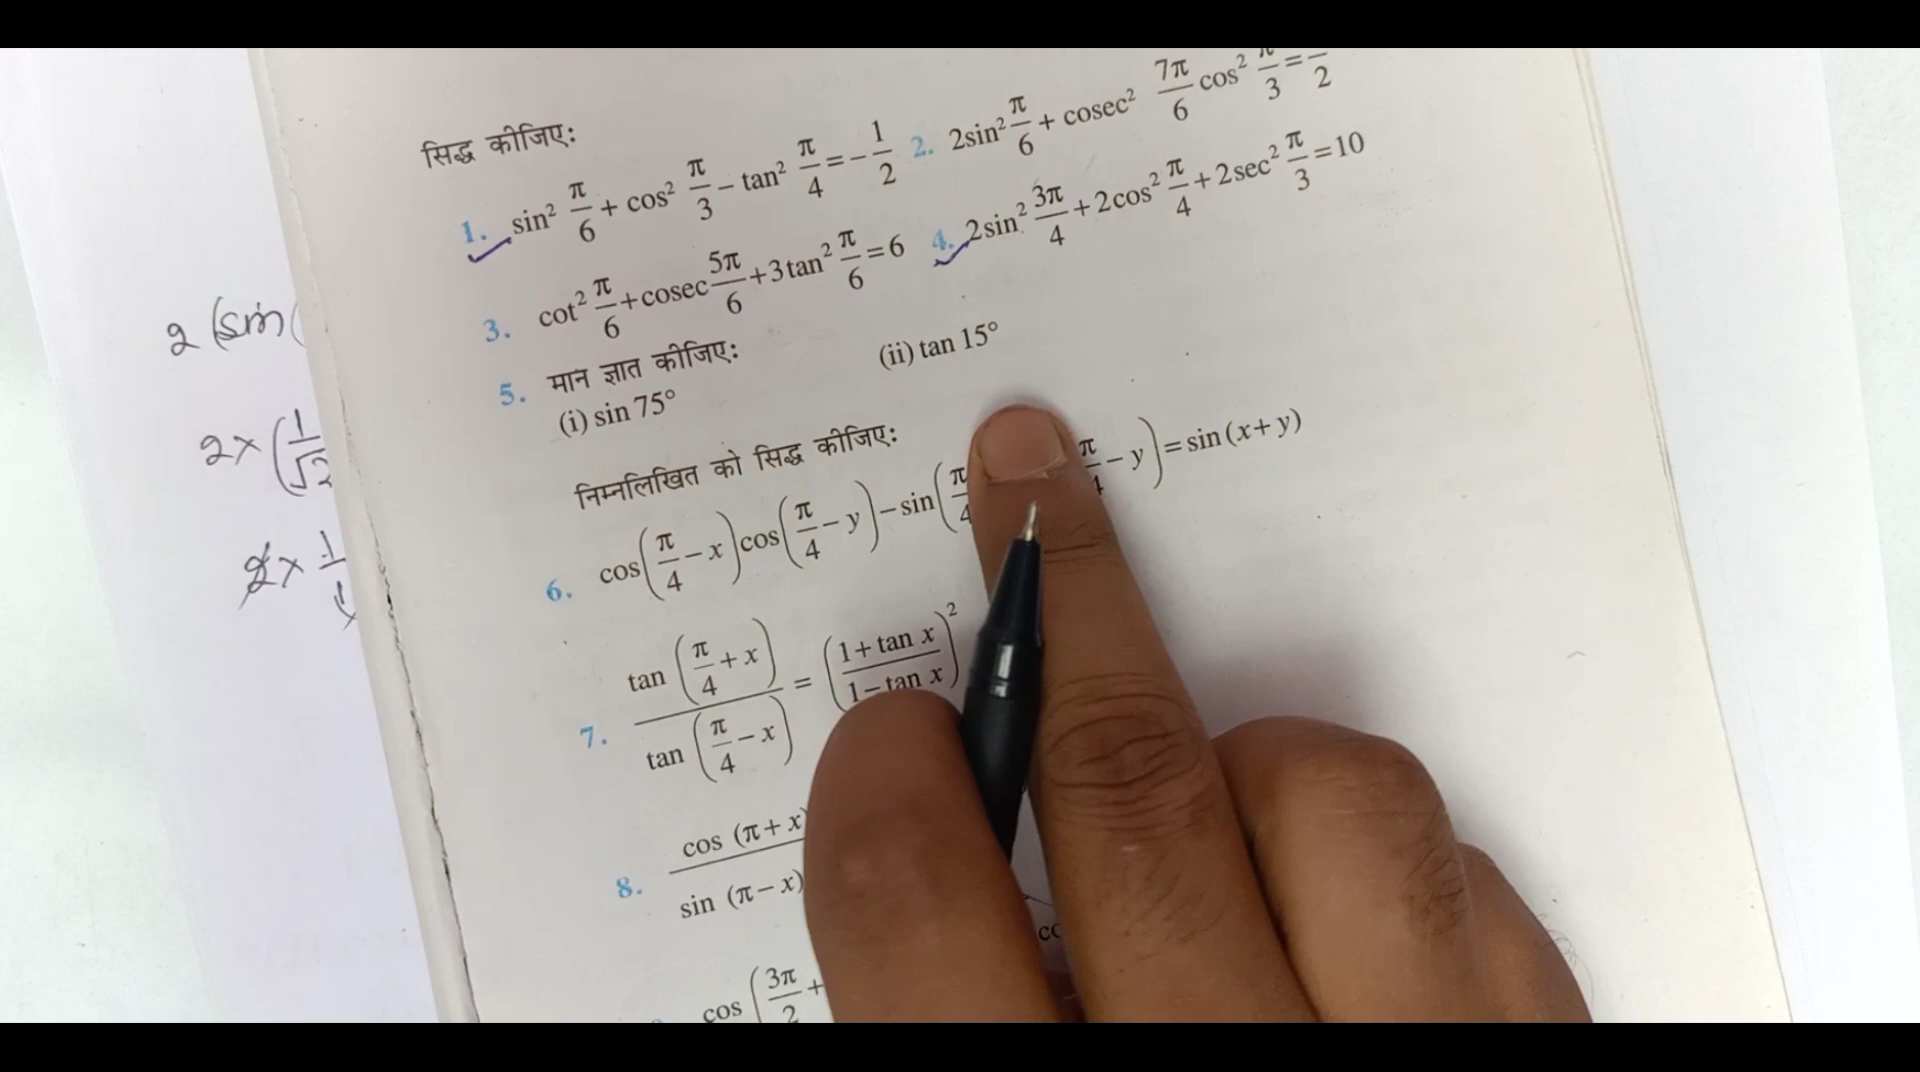 सिद्ध कीजिए:
1. sin² π/6 + cos² π/3 – tan² π/4 = – 1/2 2. 2sin² π/6 + cosec² 7π/6 cos² π/3 = /2
3. cot² π/6 + cosec 5π/6 + 3tan² π/6 = 6 4. 2sin² 3π/4 + 2cos² π/4 + 2sec² π/3 = 10
5. मान ज्ञात कीजिए:
(i) sin 75° (ii) tan 15°
निम्नलिखित को सिद्ध कीजिए:
6. cos(π/4 – x) cos(π/4 – y) – sin(π/4 π/4 – y) = sin(x + y)
7. tan(π/4 + x) / tan(π/4 – x) = ((1 + tan x)/(1 – tan x))²
8. cos (π + x) / sin (π – x)
cos (3π/2 +
2 (sin(
2 × (1/√2
2 × 1